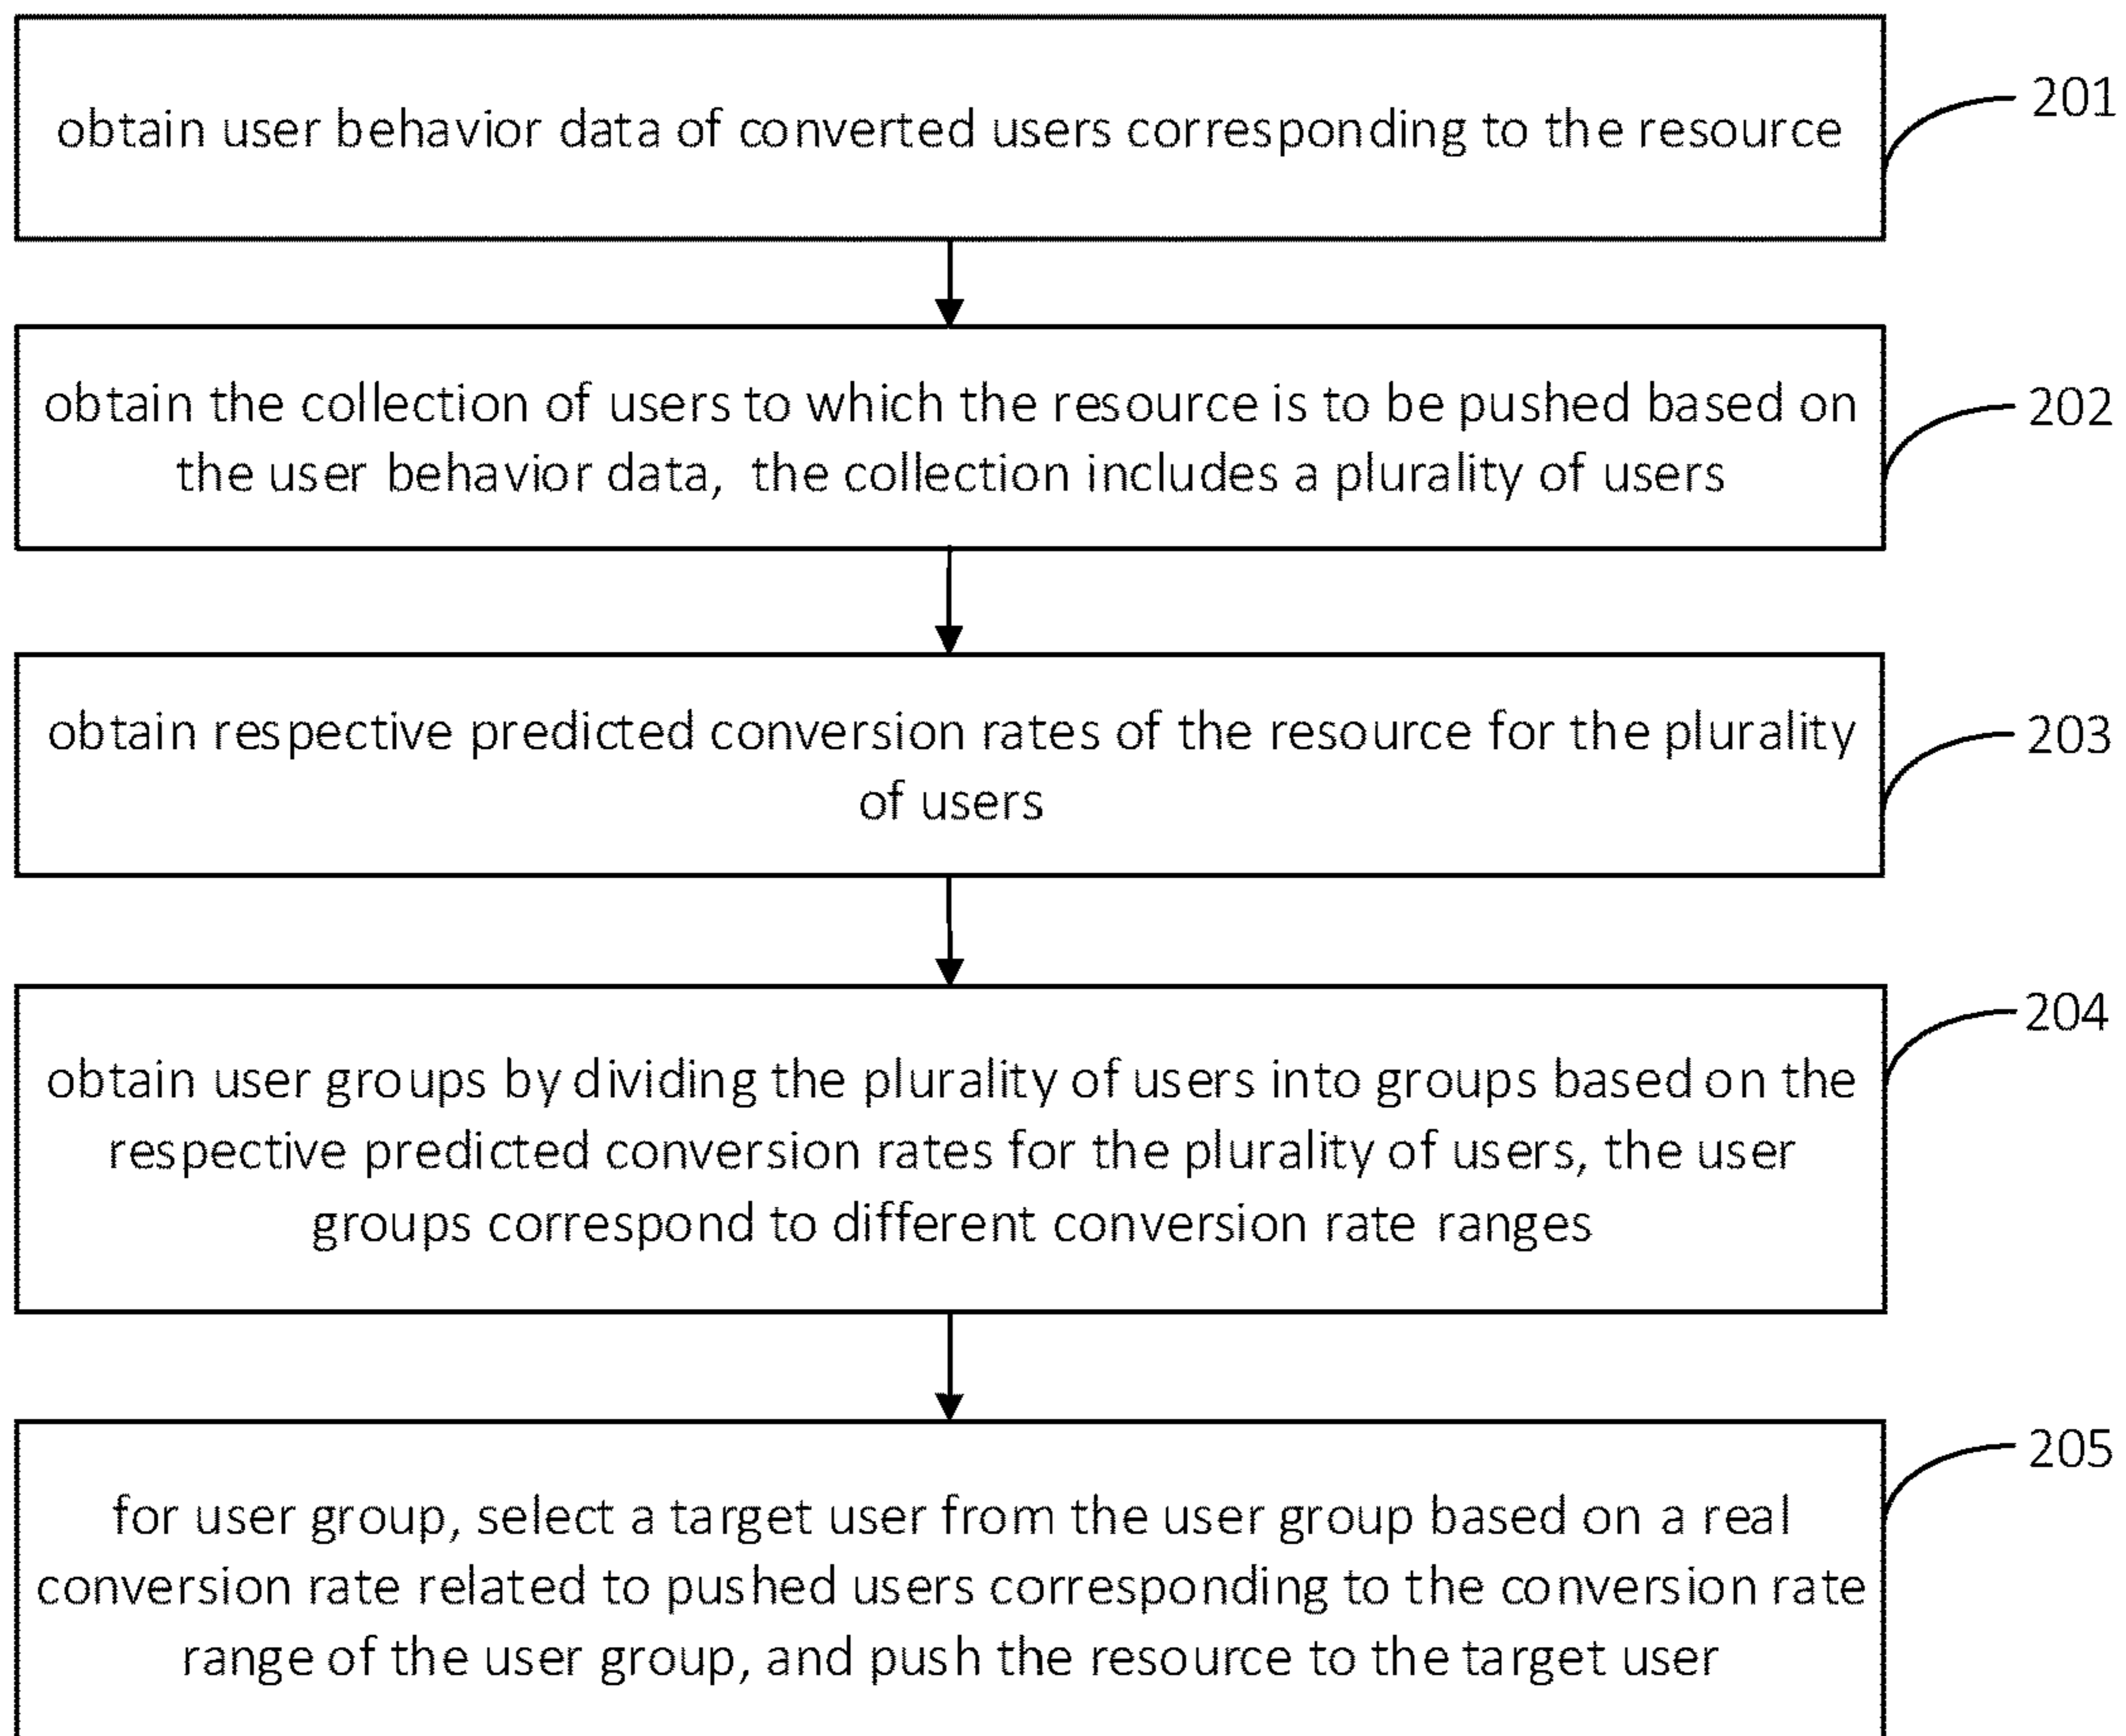 obtain user behavior data of converted users corresponding to the resource
201
obtain the collection of users to which the resource is to be pushed based on
the user behavior data, the collection includes a plurality of users
202
obtain respective predicted conversion rates of the resource for the plurality
of users
203
obtain user groups by dividing the plurality of users into groups based on the
respective predicted conversion rates for the plurality of users, the user
groups correspond to different conversion rate ranges
204
for user group, select a target user from the user group based on a real
conversion rate related to pushed users corresponding to the conversion rate
range of the user group, and push the resource to the target user
205